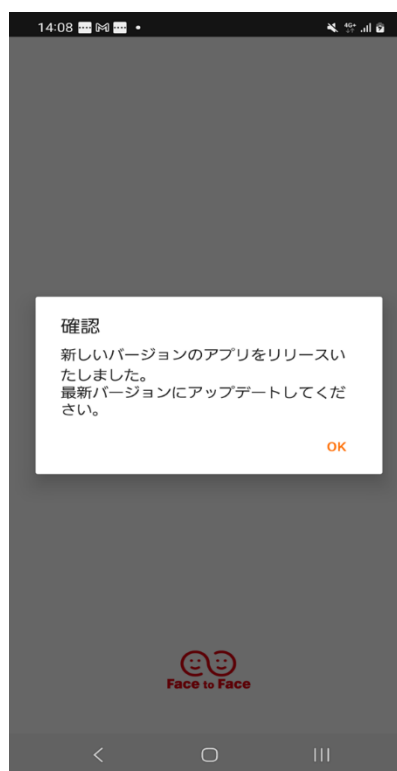 14:08
4G+
確認
新しいバージョンのアプリをリリースい
たしました。
最新バージョンにアップデートしてくだ
さい。
OK
Face to Face